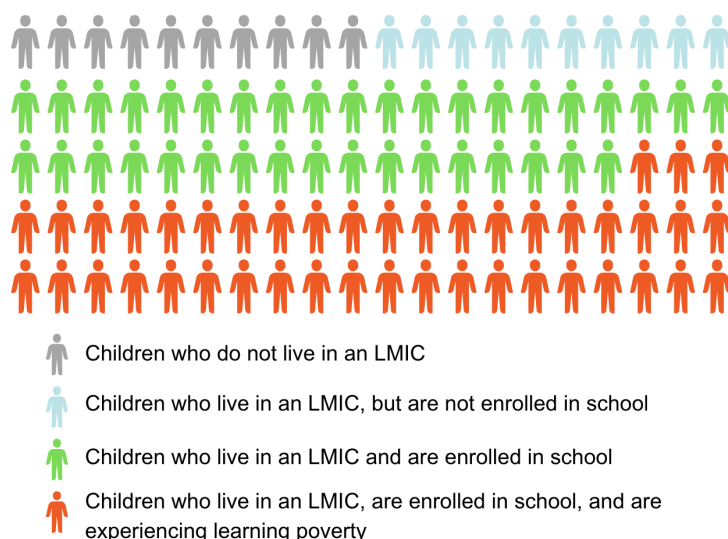 Children who do not live in an LMIC
Children who live in an LMIC, but are not enrolled in school
Children who live in an LMIC and are enrolled in school
Children who live in an LMIC, are enrolled in school, and are
experiencing learning poverty